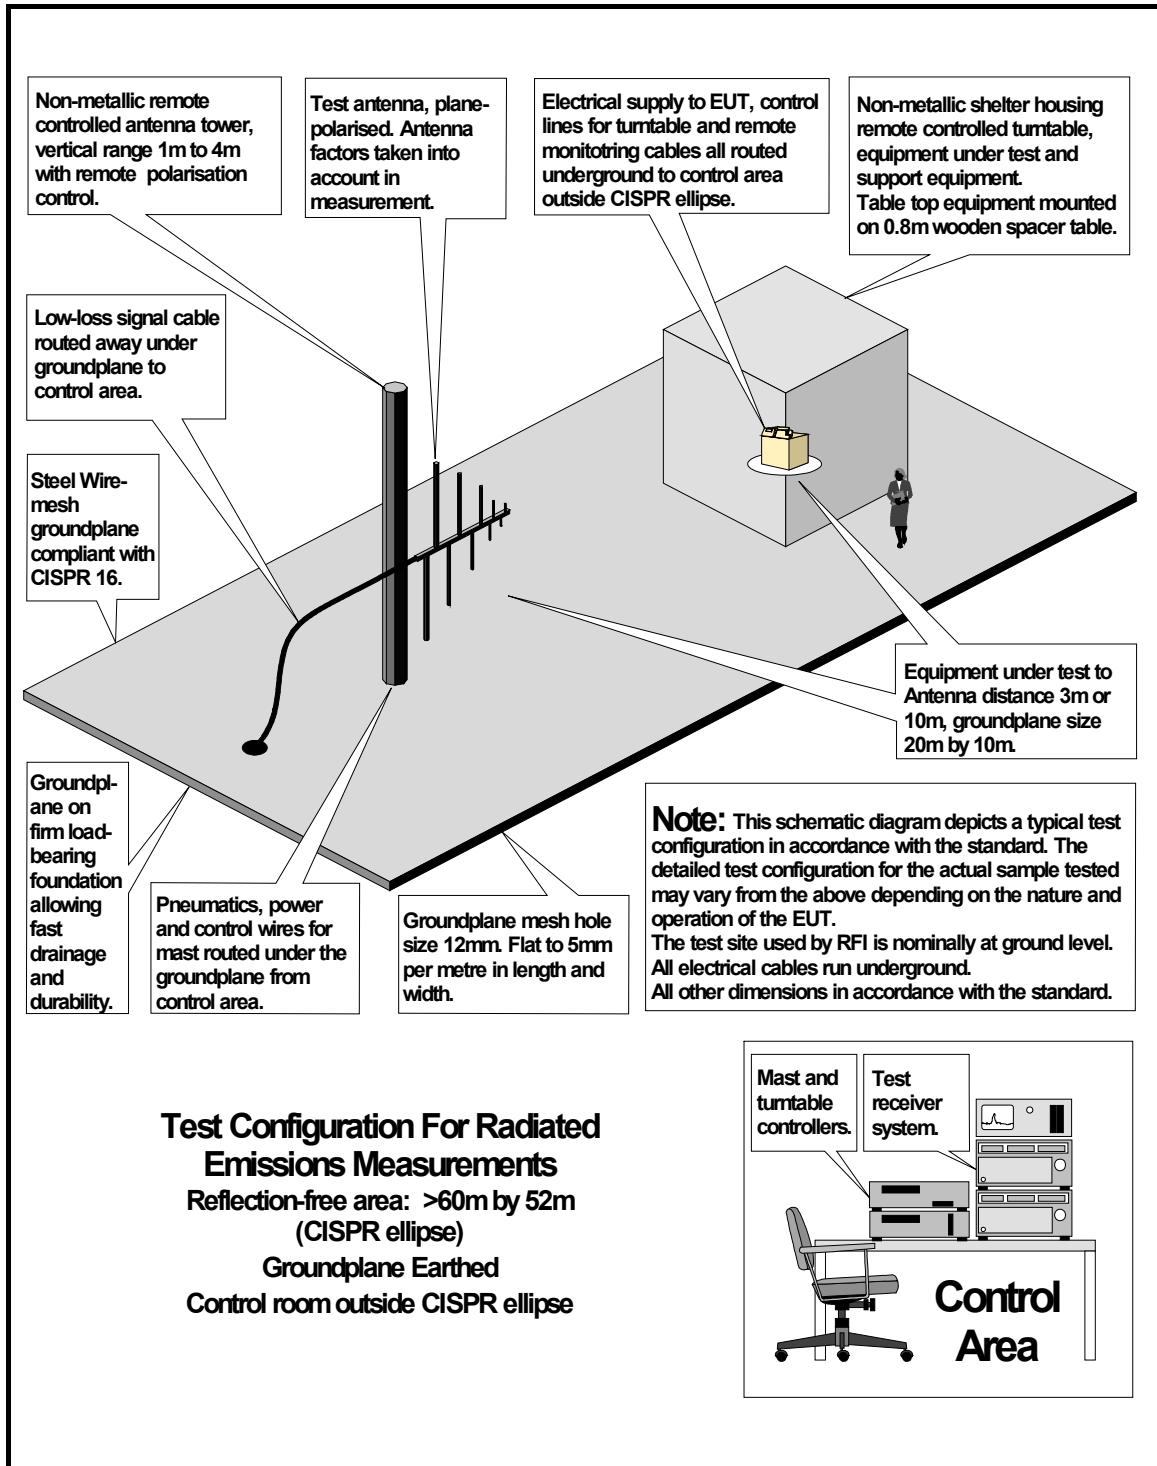 Non-metallic remote
controlled antenna tower,
vertical range 1m to 4m
with remote polarisation
control.
Test antenna, plane-
polarised. Antenna
factors taken into
account in
measurement.
Electrical supply to EUT, control
lines for turntable and remote
monitotring cables all routed
underground to control area
outside CISPR ellipse.
Non-metallic shelter housing
remote controlled turntable,
equipment under test and
support equipment.
Table top equipment mounted
on 0.8m wooden spacer table.
Low-loss signal cable
routed away under
groundplane to
control area.
Steel Wire-
mesh
groundplane
compliant with
CISPR 16.
Equipment under test to
Antenna distance 3m or
10m, groundplane size
20m by 10m.
Groundpl-
ane on
firm load-
bearing
foundation
allowing
fast
drainage
and
durability.
Pneumatics, power
and control wires for
mast routed under the
groundplane from
control area.
Groundplane mesh hole
size 12mm. Flat to 5mm
per metre in length and
width.
Note: This schematic diagram depicts a typical test
configuration in accordance with the standard. The
detailed test configuration for the actual sample tested
may vary from the above depending on the nature and
operation of the EUT.
The test site used by RFI is nominally at ground level.
All electrical cables run underground.
All other dimensions in accordance with the standard.
Test Configuration For Radiated
Emissions Measurements
Reflection-free area: >60m by 52m
(CISPR ellipse)
Groundplane Earthed
Control room outside CISPR ellipse
Mast and
turntable
controllers.
Test
receiver
system.
Control
Area